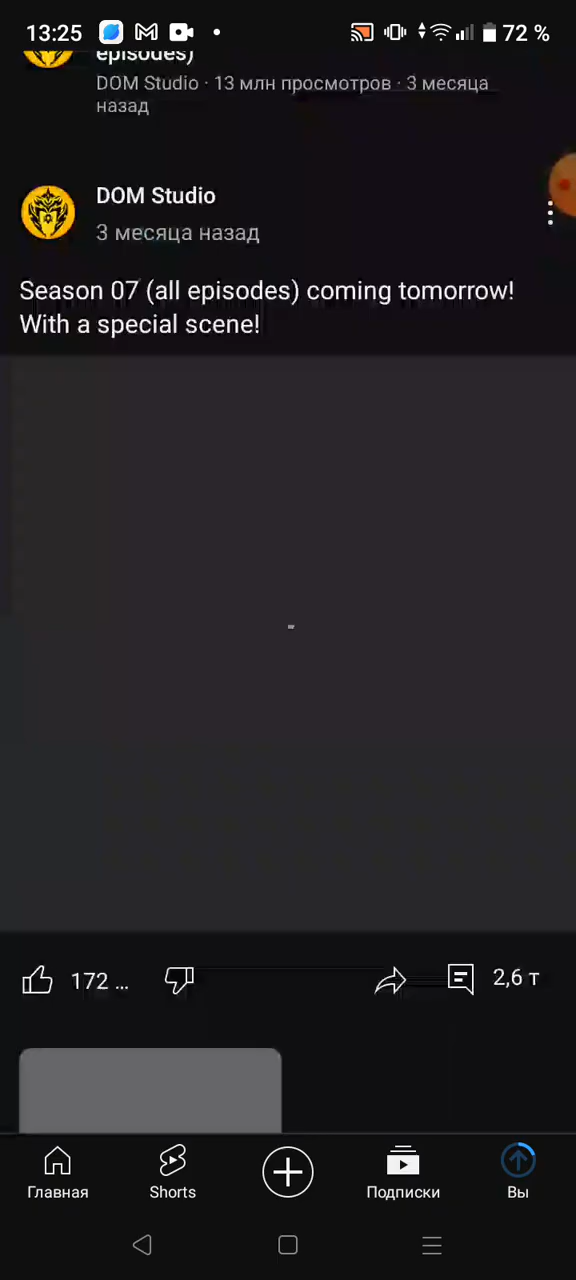 13:25
72 %
episodes)
DOM Studio · 13 млн просмотров · 3 месяца
назад
DOM Studio
3 месяца назад
Season 07 (all episodes) coming tomorrow!
With a special scene!
172 ...
2,6 т
Главная
Shorts
Подписки
Вы